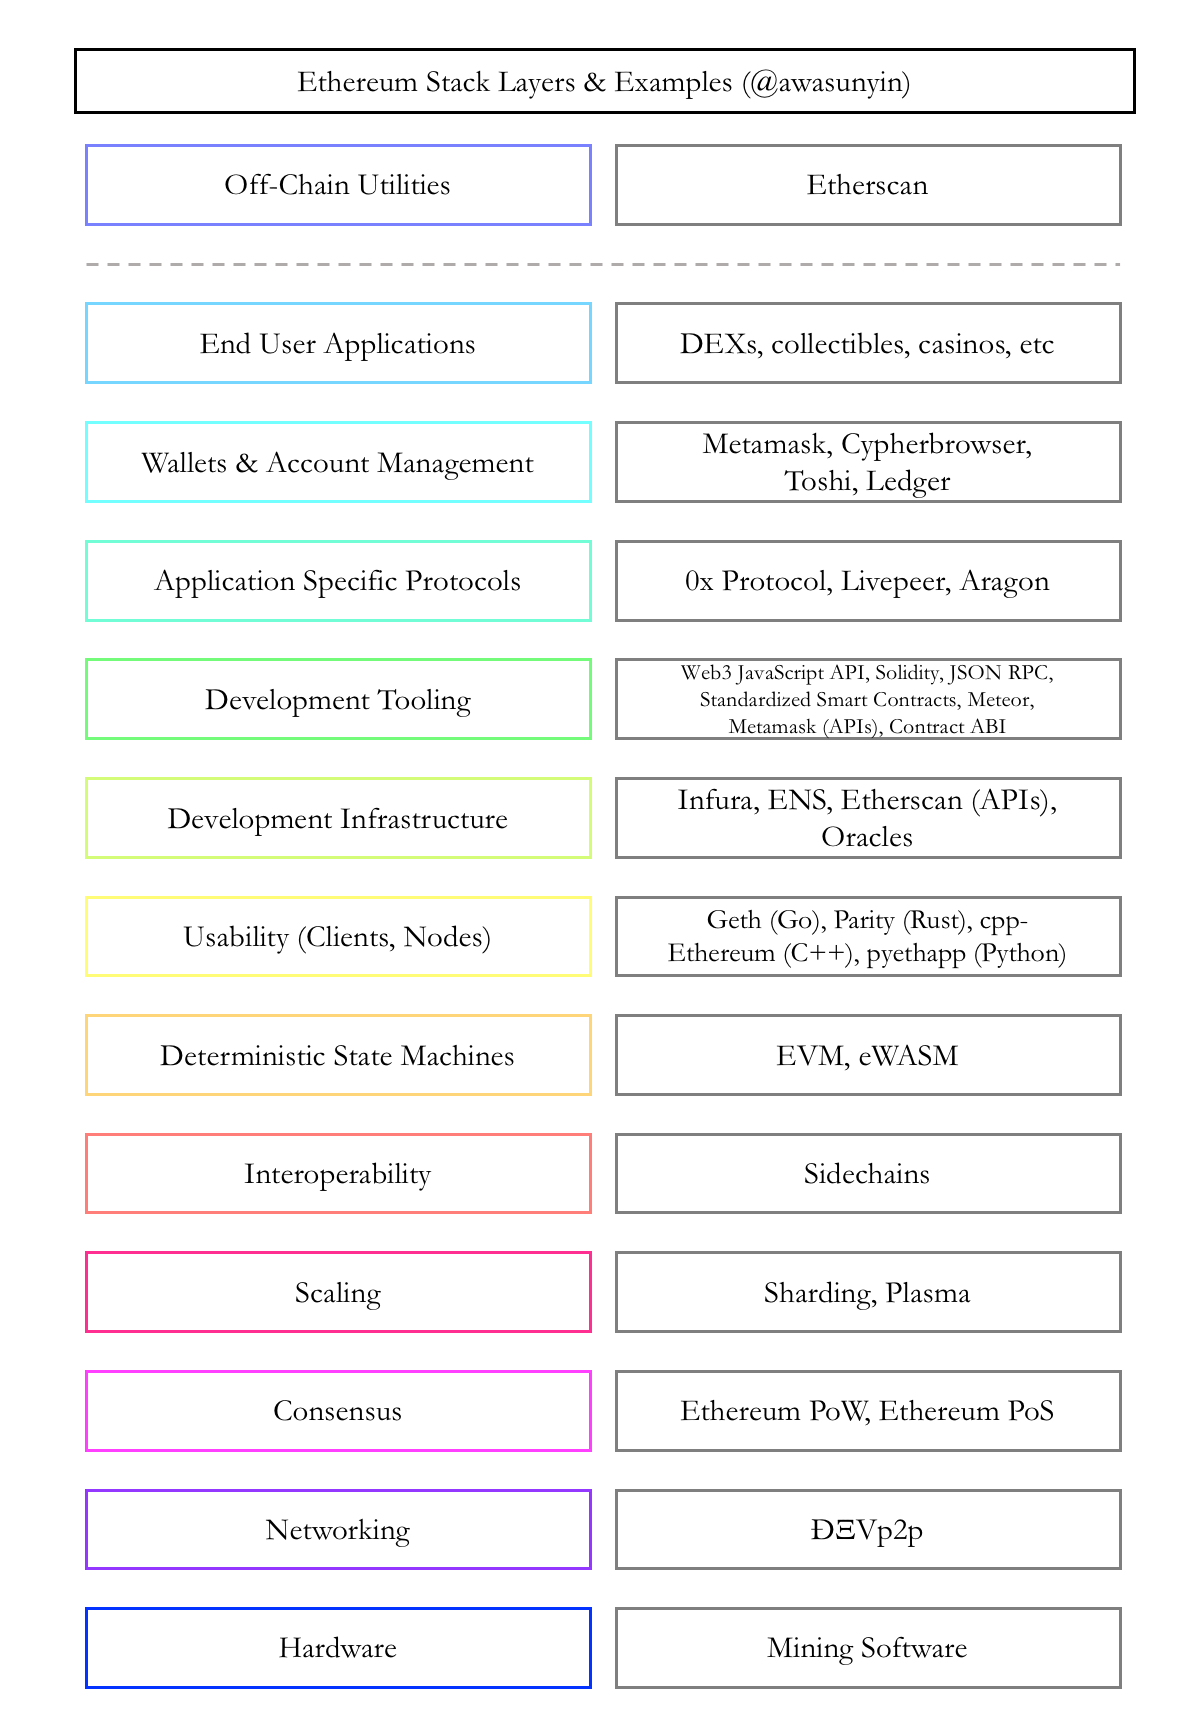 Ethereum Stack Layers & Examples (@awasunyin)
Off-Chain Utilities
Etherscan
End User Applications
DEXs, collectibles, casinos, etc
Wallets & Account Management
Metamask, Cypherbrowser,
Toshi, Ledger
Application Specific Protocols
0x Protocol, Livepeer, Aragon
Development Tooling
Web3 JavaScript API, Solidity, JSON RPC,
Standardized Smart Contracts, Meteor,
Metamask (APIs), Contract ABI
Development Infrastructure
Infura, ENS, Etherscan (APIs),
Oracles
Usability (Clients, Nodes)
Geth (Go), Parity (Rust), cpp-
Ethereum (C++), pyethapp (Python)
Deterministic State Machines
EVM, eWASM
Interoperability
Sidechains
Scaling
Sharding, Plasma
Consensus
Ethereum PoW, Ethereum PoS
Networking
ÐΞVp2p
Hardware
Mining Software